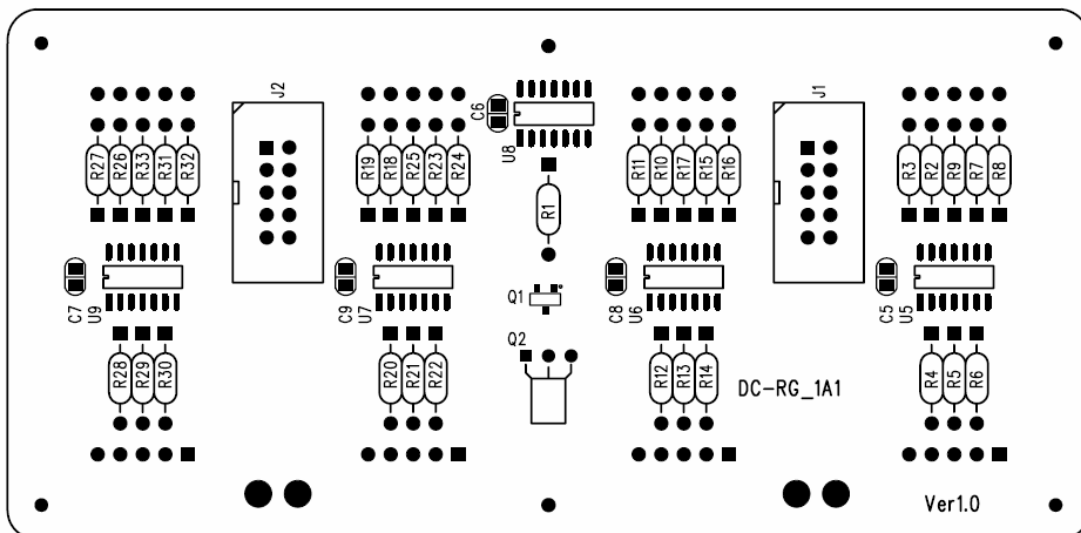 J2
J1
C6
U8
R27 R26 R33 R31 R32
R19 R18 R25 R23 R24
R11 R10 R17 R15 R16
R3 R2 R9 R7 R8
R1
C7 U9
C9 U7
C8 U6
C5 U5
Q1
Q2
R28 R29 R30
R20 R21 R22
R12 R13 R14
R4 R5 R6
DC-RG_1A1
Ver1.0